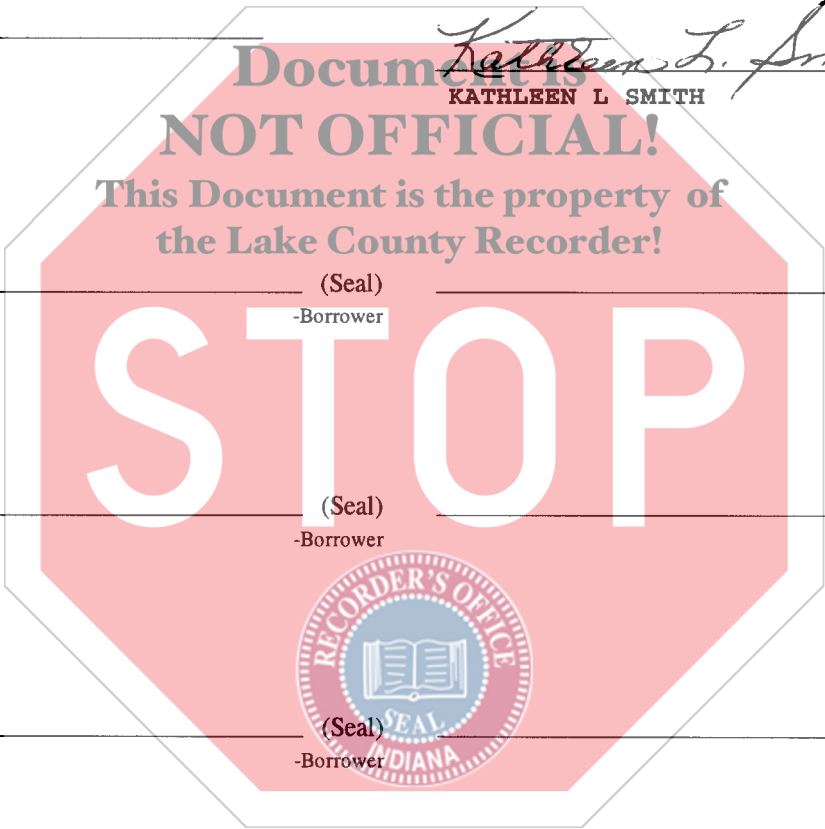 Kathleen L. Sm
Document is
KATHLEEN L SMITH
NOT OFFICIAL!
This Document is the property of
the Lake County Recorder!
(Seal)
-Borrower
STOP
(Seal)
-Borrower
RECORDER'S OFFICE
SEAL
(Seal)
INDIANA
-Borrower